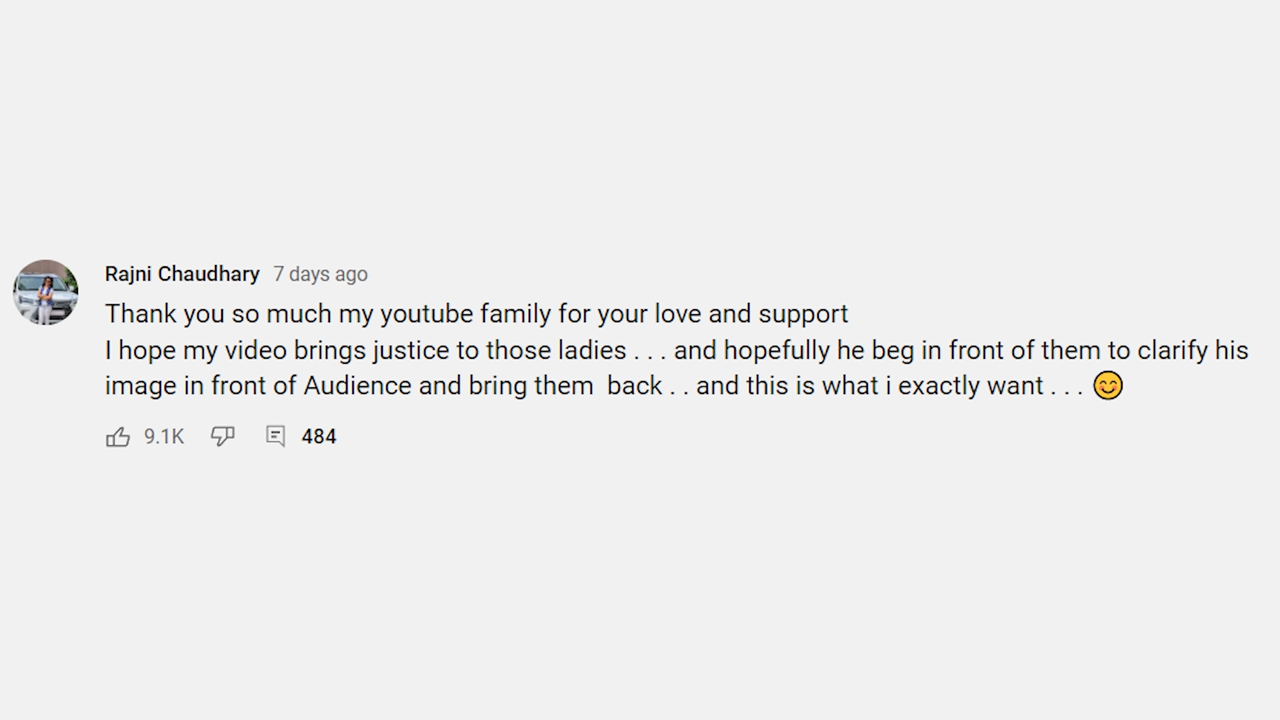 Rajni Chaudhary 7 days ago
Thank you so much my youtube family for your love and support
I hope my video brings justice to those ladies . . . and hopefully he beg in front of them to clarify his
image in front of Audience and bring them  back . . and this is what i exactly want . . . 😊
9.1K 484